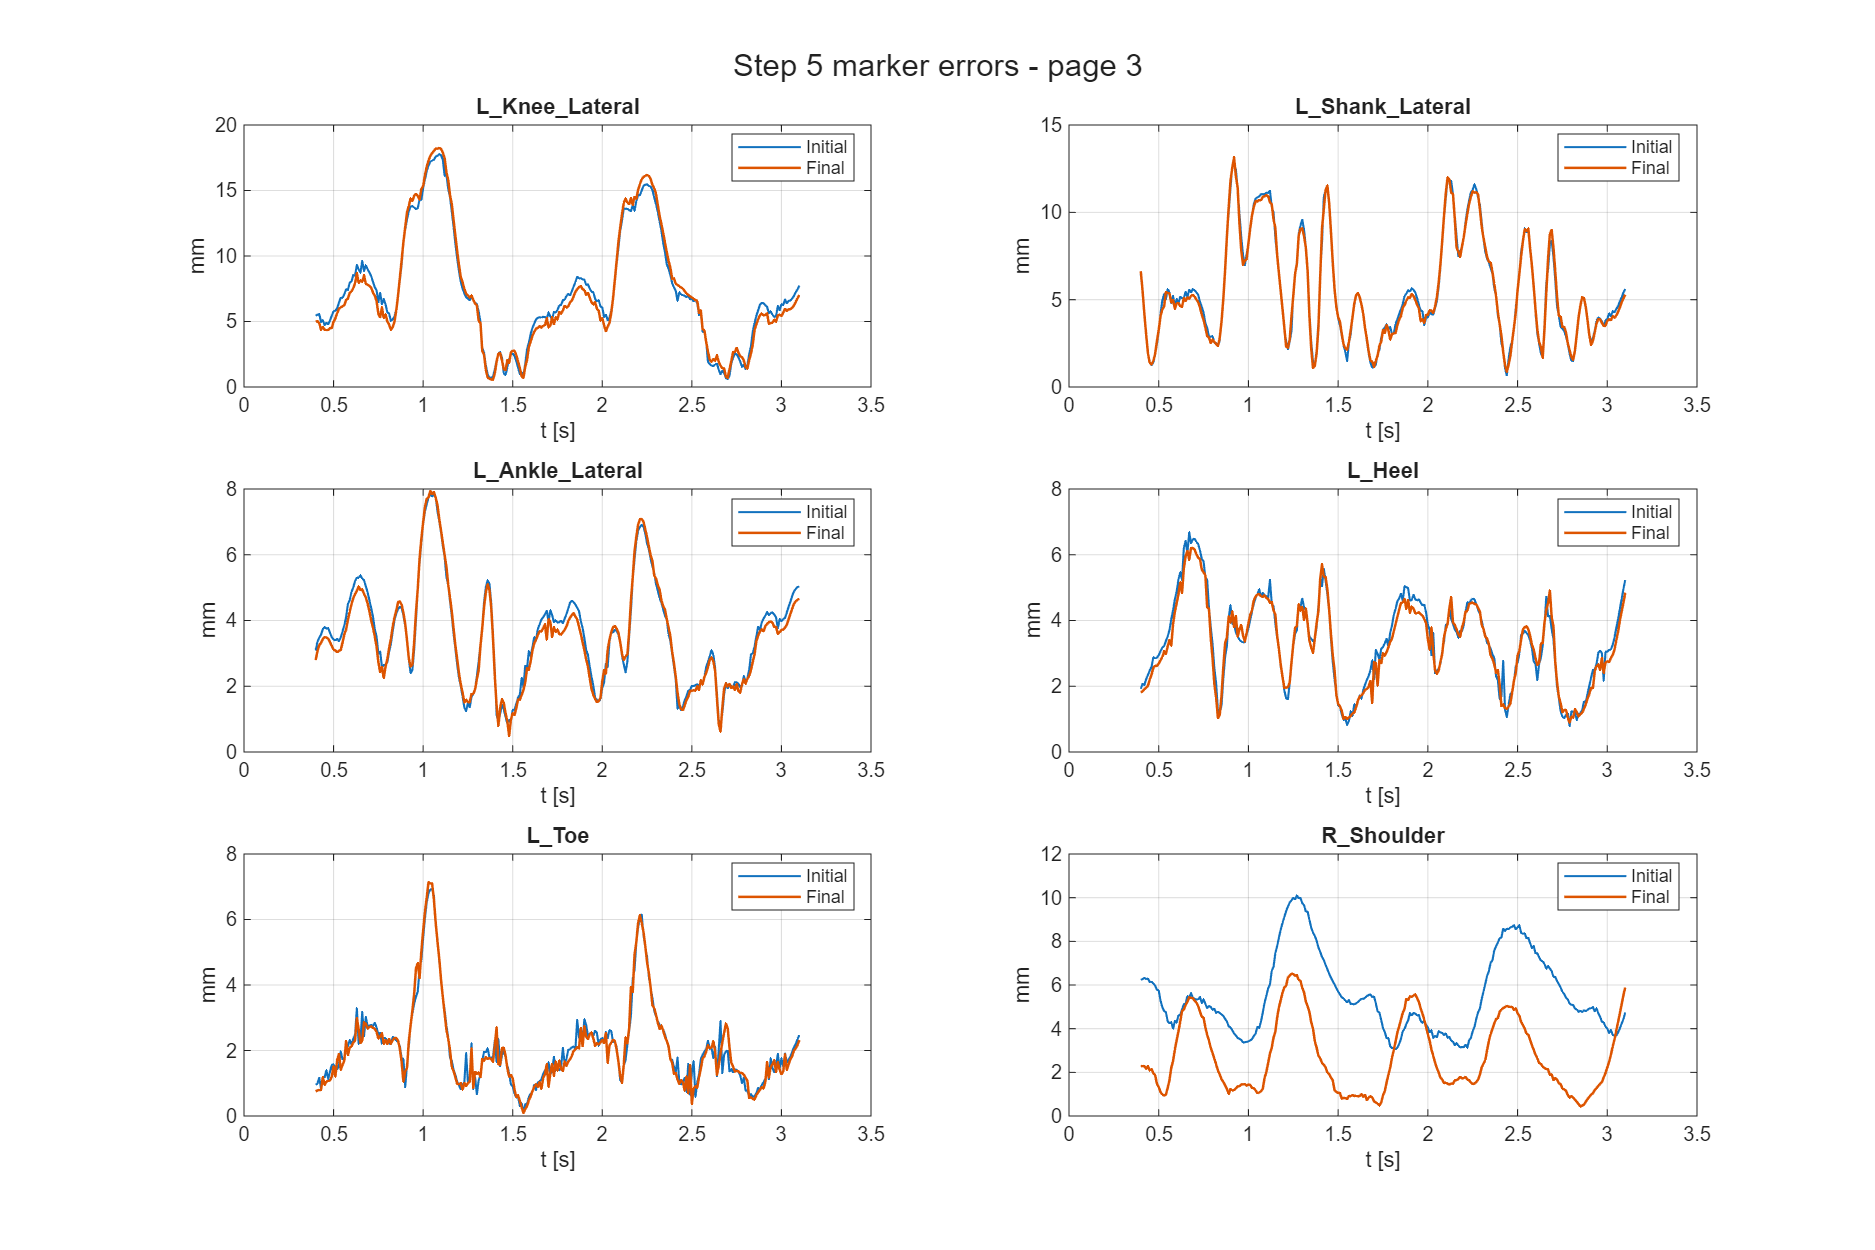 Step 5 marker errors - page 3
L_Knee_Lateral
20
15
10
5
0
mm
0 0.5 1 1.5 2 2.5 3 3.5
t [s]
Initial
Final
L_Shank_Lateral
15
10
5
0
mm
0 0.5 1 1.5 2 2.5 3 3.5
t [s]
Initial
Final
L_Ankle_Lateral
8
6
4
2
0
mm
0 0.5 1 1.5 2 2.5 3 3.5
t [s]
Initial
Final
L_Heel
8
6
4
2
0
mm
0 0.5 1 1.5 2 2.5 3 3.5
t [s]
Initial
Final
L_Toe
8
6
4
2
0
mm
0 0.5 1 1.5 2 2.5 3 3.5
t [s]
Initial
Final
R_Shoulder
12
10
8
6
4
2
0
mm
0 0.5 1 1.5 2 2.5 3 3.5
t [s]
Initial
Final